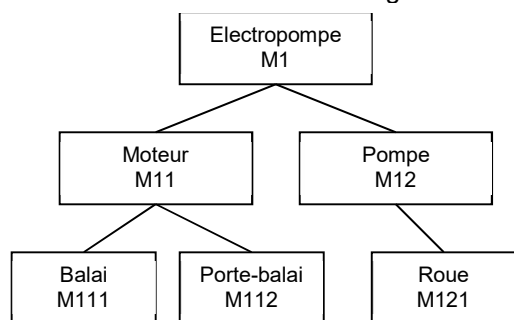 Electropompe
M1
Moteur
M11
Pompe
M12
Balai
M111
Porte-balai
M112
Roue
M121